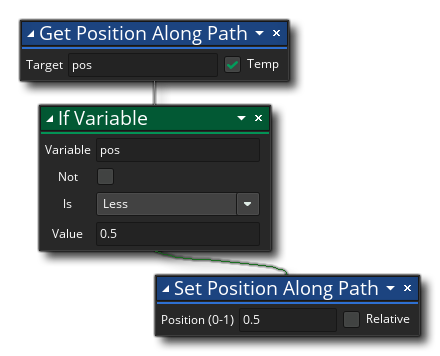 Get Position Along Path
Target pos Temp
If Variable
Variable pos
Not
Is Less
Value 0.5
Set Position Along Path
Position (0-1) 0.5 Relative